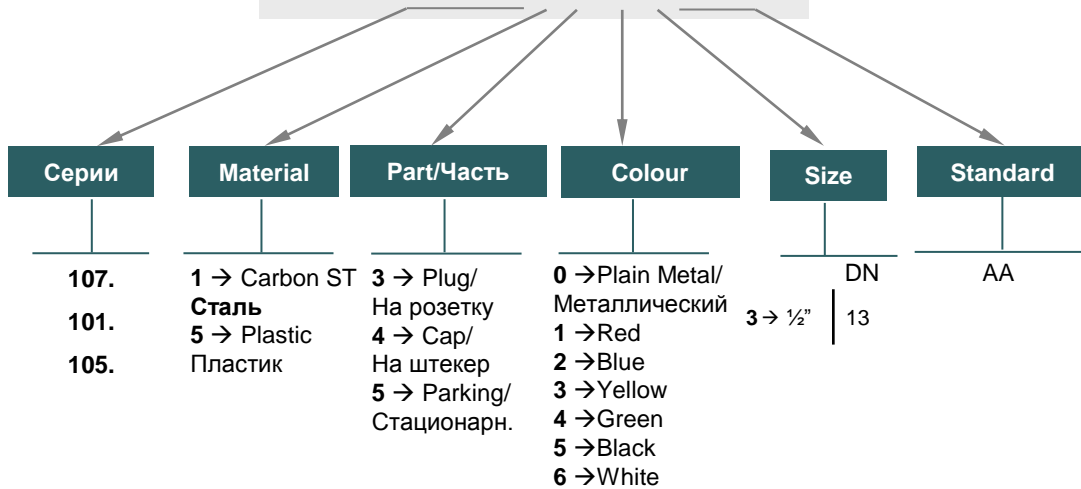 Серии
Material
Part/Часть
Colour
Size
Standard
107.
101.
105.
1 → Carbon ST
Сталь
5 → Plastic
Пластик
3 → Plug/
На розетку
4 → Cap/
На штекер
5 → Parking/
Стационарн.
0 →Plain Metal/
Металлический
1 →Red
2 →Blue
3 →Yellow
4 →Green
5 →Black
6 →White
DN
3 → ½” 13
AA